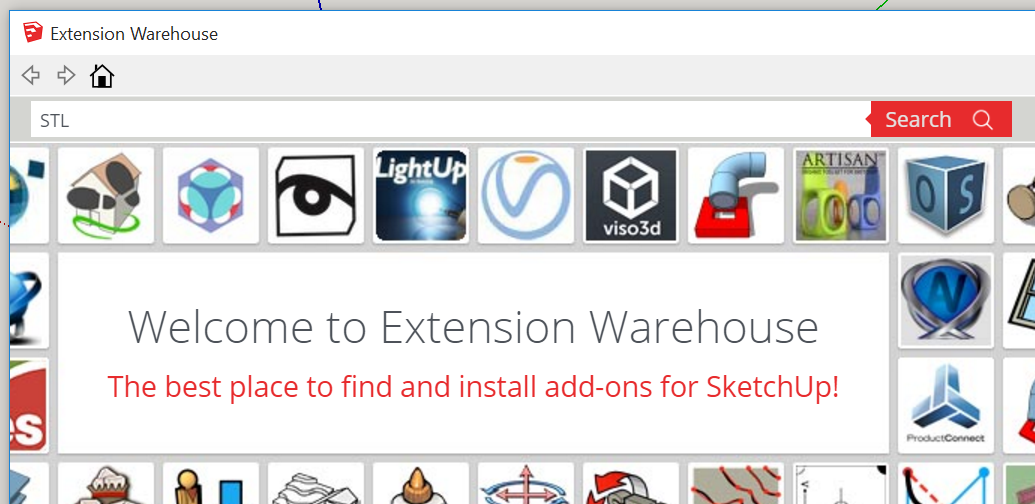 Extension Warehouse
STL
Search
LightUp
viso3d
ARTISAN
OS
Welcome to Extension Warehouse
The best place to find and install add-ons for SketchUp!
N
es
ProductConnect